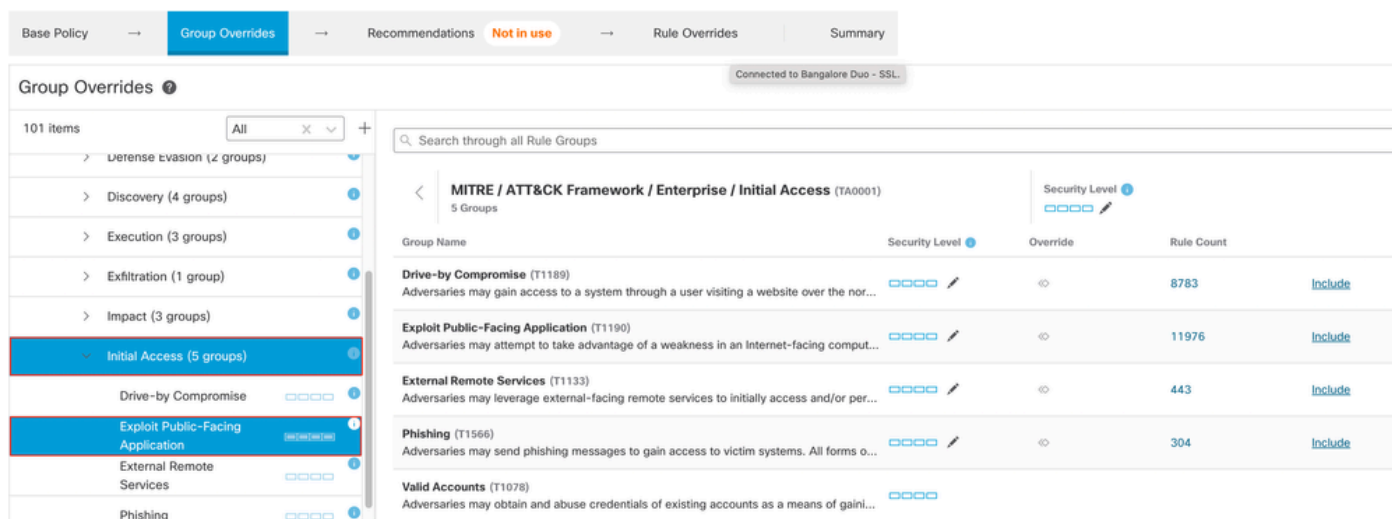 Base Policy → Group Overrides → Recommendations Not in use → Rule Overrides Summary
Connected to Bangalore Duo - SSL.
Group Overrides ?
101 items All
Defense Evasion (2 groups)
Discovery (4 groups)
Execution (3 groups)
Exfiltration (1 group)
Impact (3 groups)
Initial Access (5 groups)
Drive-by Compromise
Exploit Public-Facing
Application
External Remote
Services
Phishing
Search through all Rule Groups
MITRE / ATT&CK Framework / Enterprise / Initial Access (TA0001)
5 Groups
Security Level
Group Name Security Level Override Rule Count
Drive-by Compromise (T1189)
Adversaries may gain access to a system through a user visiting a website over the nor... 8783 Include
Exploit Public-Facing Application (T1190)
Adversaries may attempt to take advantage of a weakness in an Internet-facing comput... 11976 Include
External Remote Services (T1133)
Adversaries may leverage external-facing remote services to initially access and/or per... 443 Include
Phishing (T1566)
Adversaries may send phishing messages to gain access to victim systems. All forms o... 304 Include
Valid Accounts (T1078)
Adversaries may obtain and abuse credentials of existing accounts as a means of gaini...